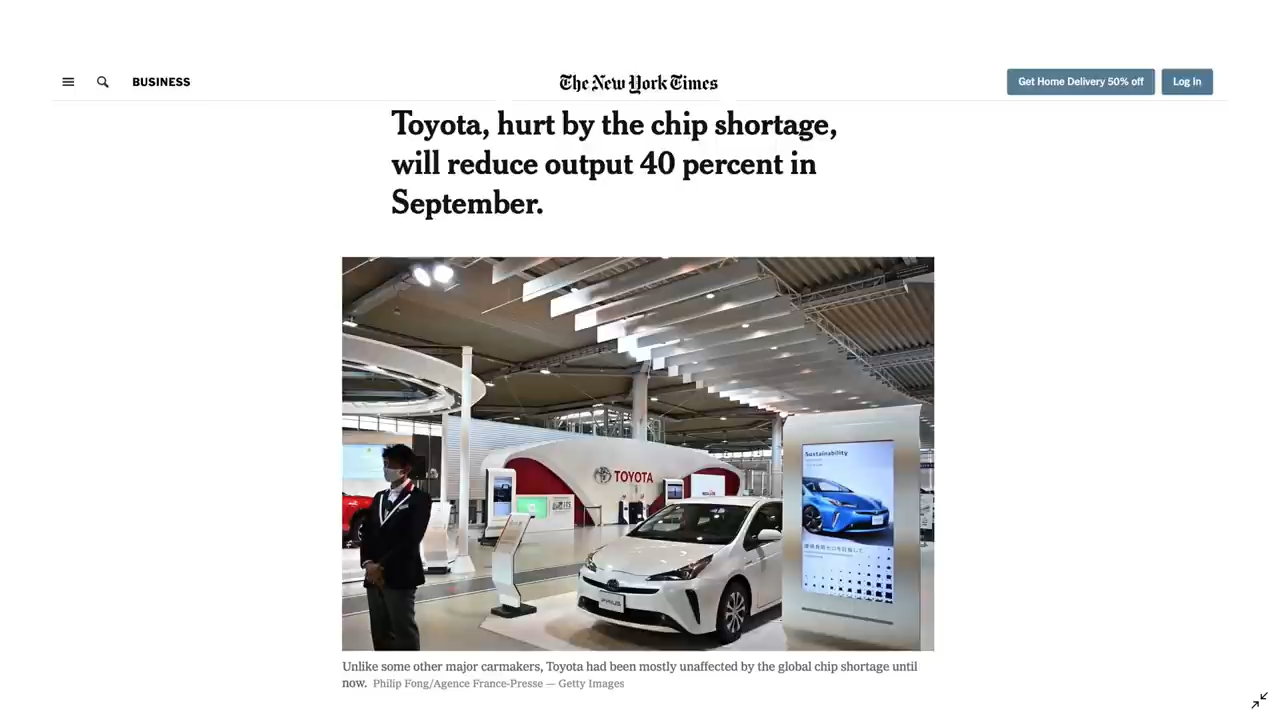 BUSINESS
The New York Times
Get Home Delivery 50% off
Log In
Toyota, hurt by the chip shortage,
will reduce output 40 percent in
September.
TOYOTA
Sustainability
PRIUS
Unlike some other major carmakers, Toyota had been mostly unaffected by the global chip shortage until
now. Philip Fong/Agence France-Presse — Getty Images